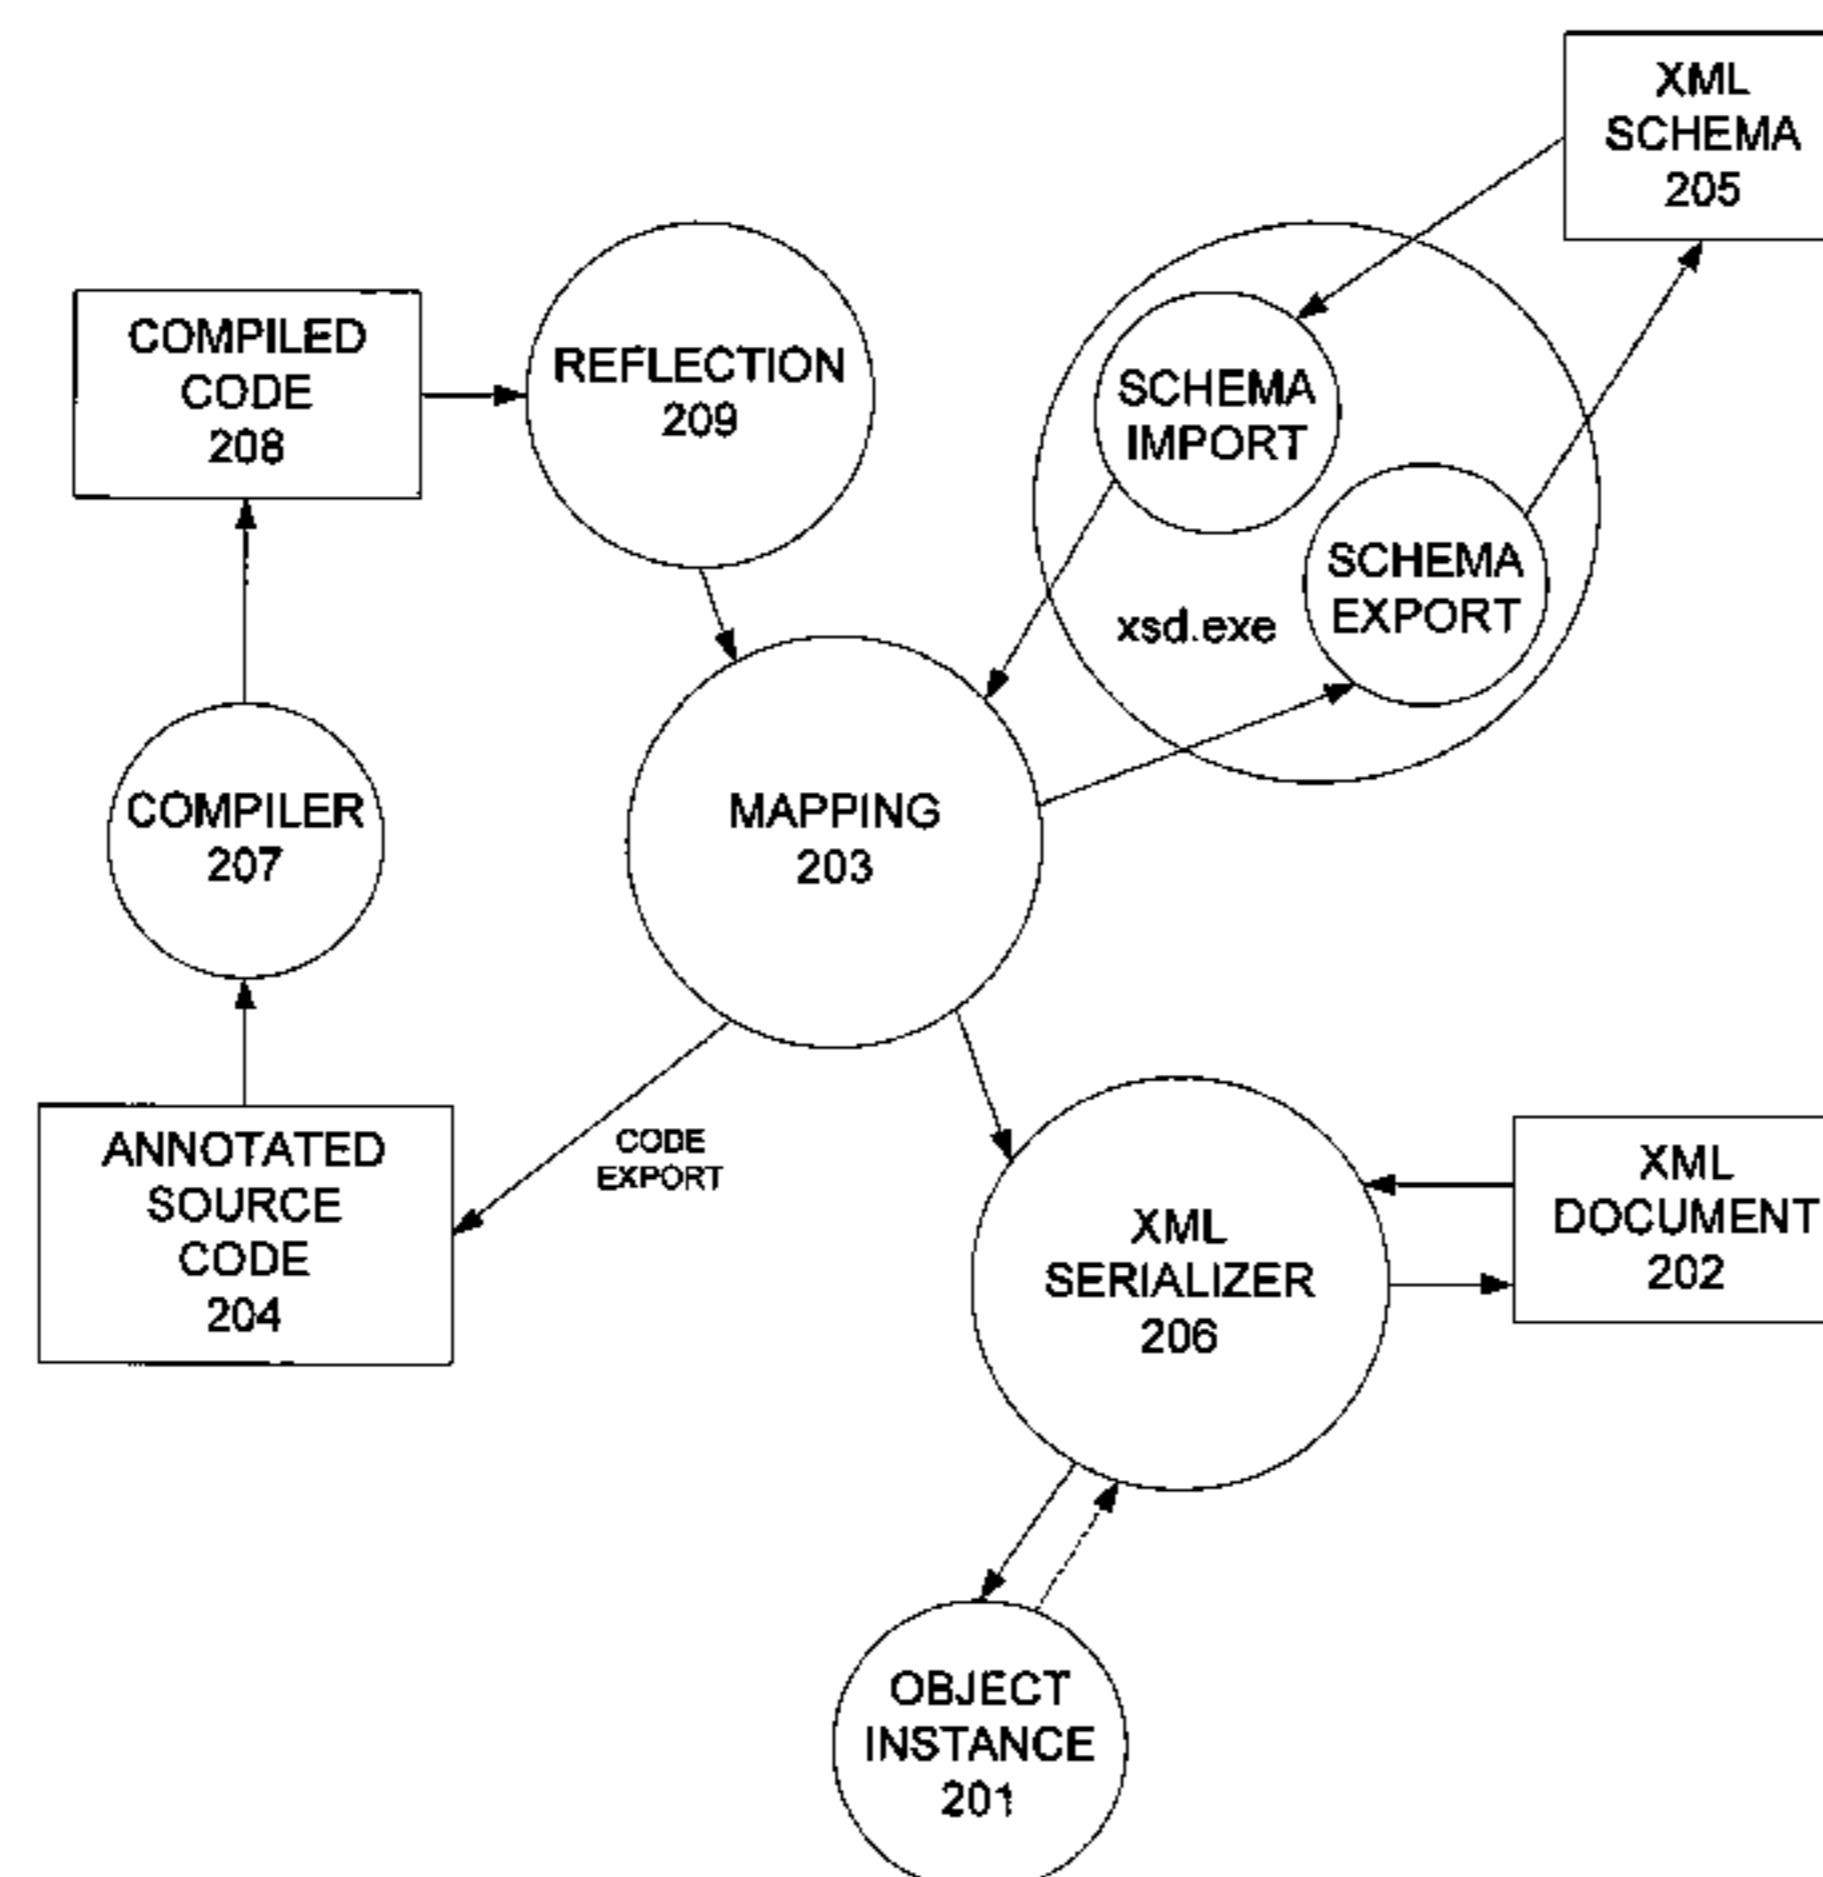 XML
SCHEMA
205
COMPILED
CODE
208
REFLECTION
209
SCHEMA
IMPORT
SCHEMA
EXPORT
xsd.exe
COMPILER
207
MAPPING
203
ANNOTATED
SOURCE
CODE
204
CODE
EXPORT
XML
SERIALIZER
206
XML
DOCUMENT
202
OBJECT
INSTANCE
201